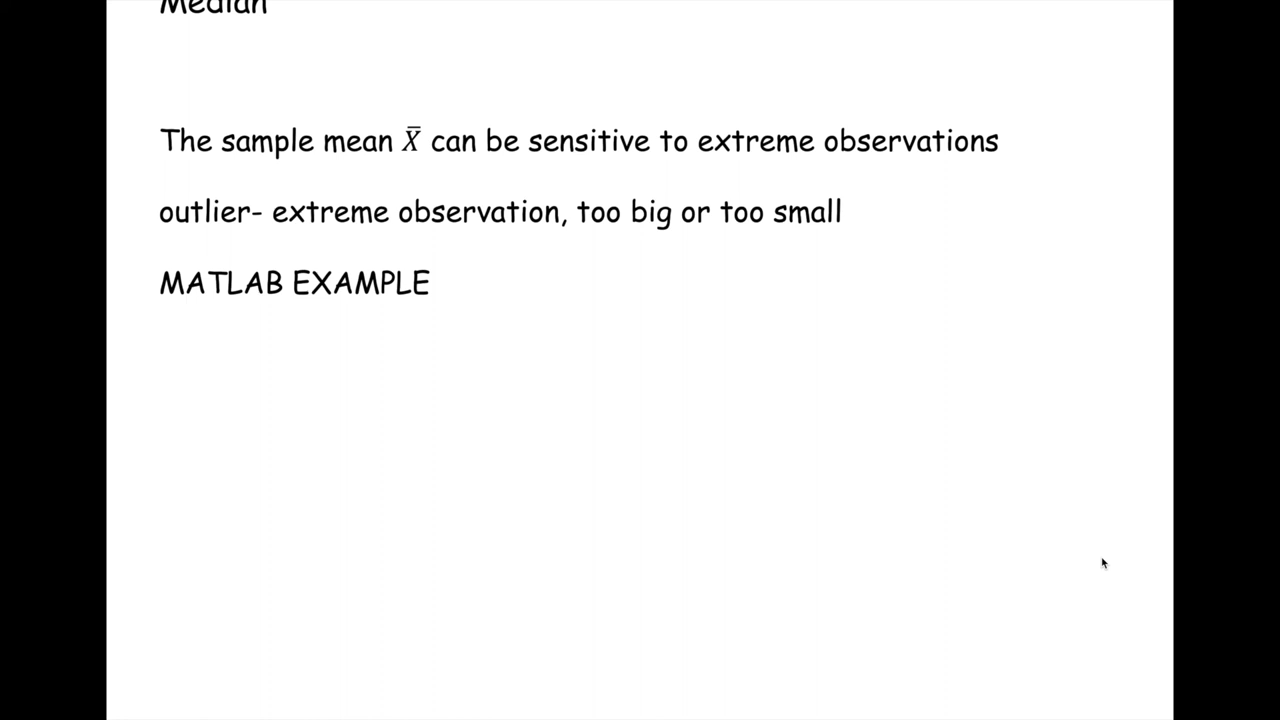 Median
The sample mean X̄ can be sensitive to extreme observations
outlier- extreme observation, too big or too small
MATLAB EXAMPLE